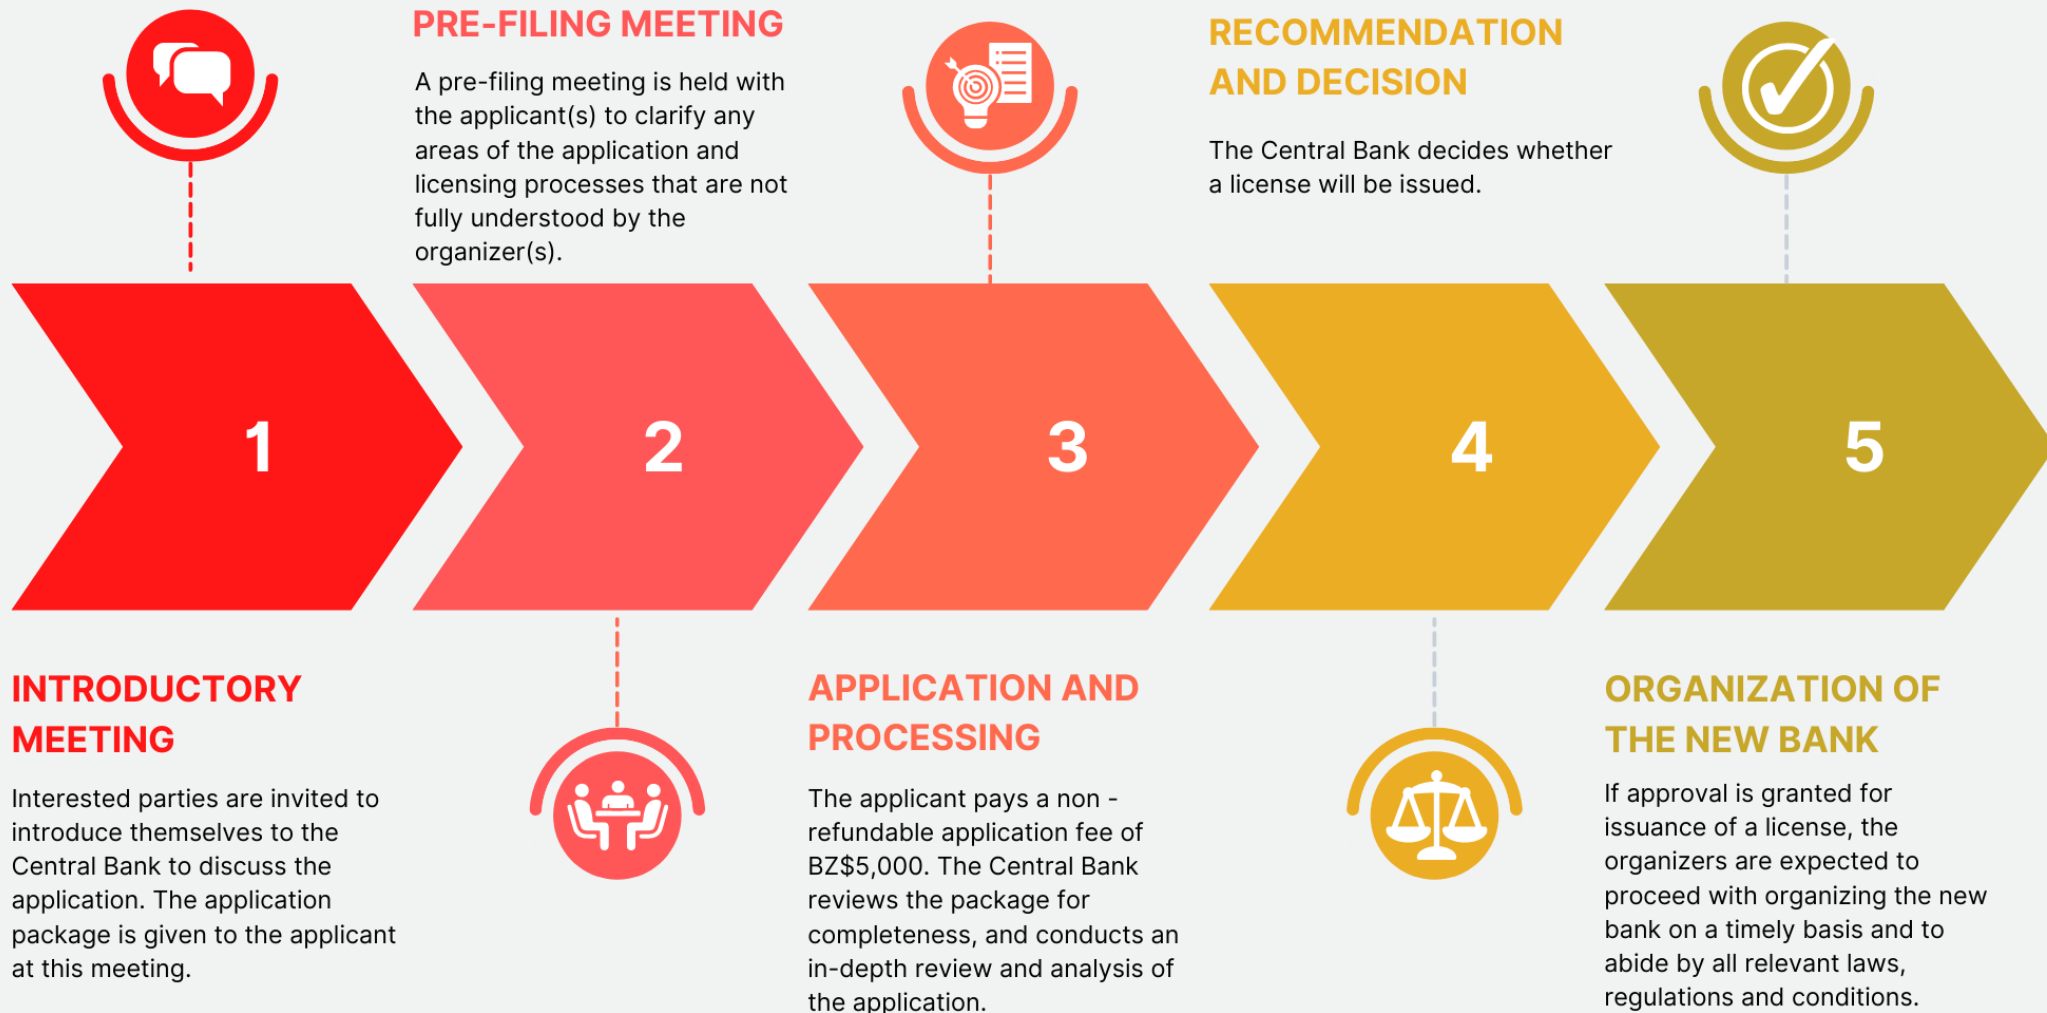 1
INTRODUCTORY
MEETING
Interested parties are invited to
introduce themselves to the
Central Bank to discuss the
application. The application
package is given to the applicant
at this meeting.
PRE-FILING MEETING
A pre-filing meeting is held with
the applicant(s) to clarify any
areas of the application and
licensing processes that are not
fully understood by the
organizer(s).
2
3
APPLICATION AND
PROCESSING
The applicant pays a non -
refundable application fee of
BZ$5,000. The Central Bank
reviews the package for
completeness, and conducts an
in-depth review and analysis of
the application.
RECOMMENDATION
AND DECISION
The Central Bank decides whether
a license will be issued.
4
5
ORGANIZATION OF
THE NEW BANK
If approval is granted for
issuance of a license, the
organizers are expected to
proceed with organizing the new
bank on a timely basis and to
abide by all relevant laws,
regulations and conditions.